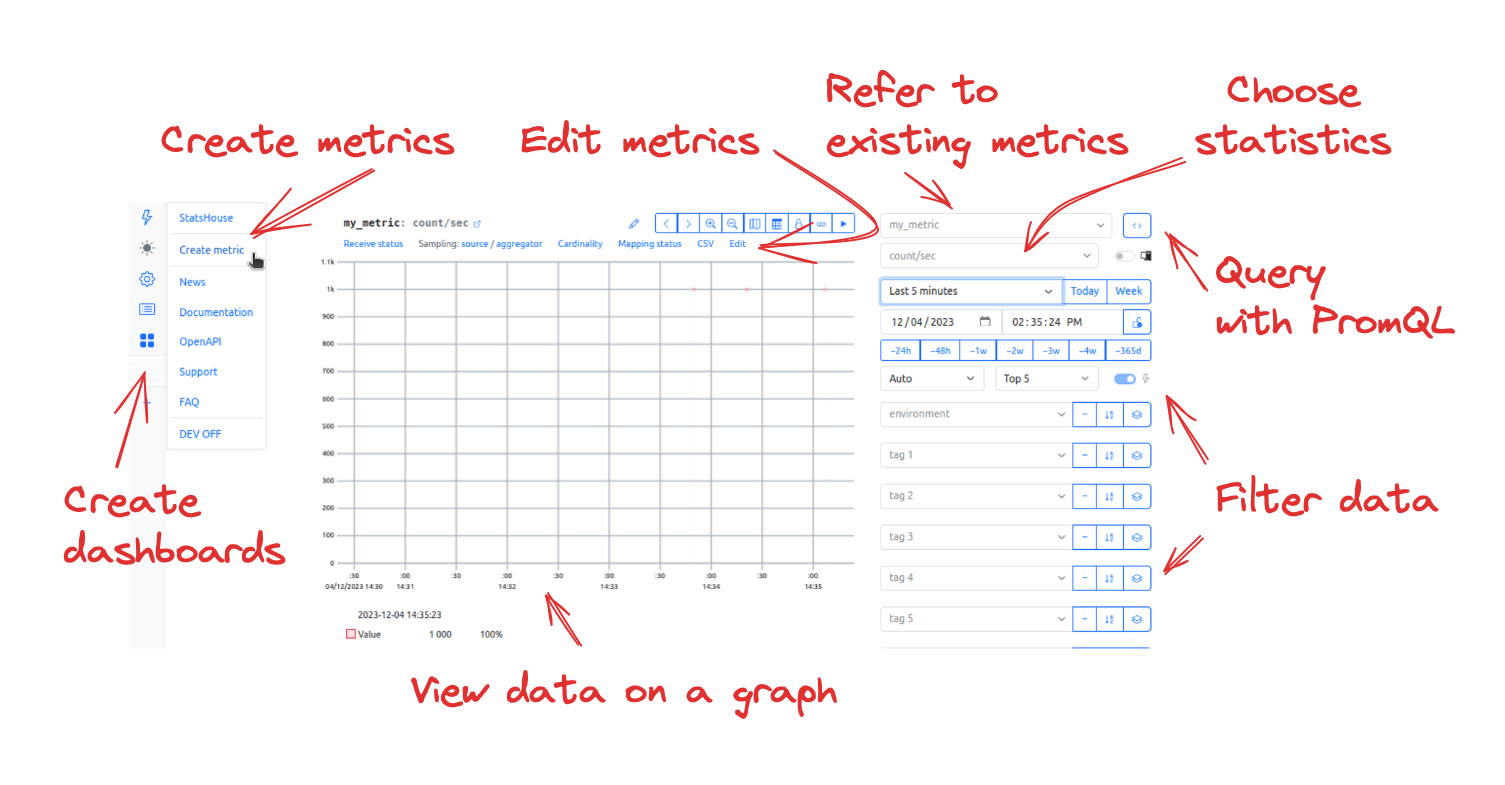 Refer to
existing metrics
Choose
statistics
Create metrics
Edit metrics
StatsHouse
Create metric
News
Documentation
OpenAPI
Support
FAQ
DEV OFF
my_metric: count/sec
Receive status Sampling: source / aggregator Cardinality Mapping status CSV Edit
1.1k
1k
900
800
700
600
500
400
300
200
100
0
:30 :00 :30 :00 :30 :00 :30 :00 :30 :00
04/12/2023 14:30 14:31 14:32 14:33 14:34 14:35
2023-12-04 14:35:23
Value 1 000 100%
my_metric
count/sec
Last 5 minutes Today Week
12/04/2023 02:35:24 PM
-24h -48h -1w -2w -3w -4w -365d
Auto Top 5
environment
tag 1
tag 2
tag 3
tag 4
tag 5
Query
with PromQL
Filter data
Create
dashboards
View data on a graph